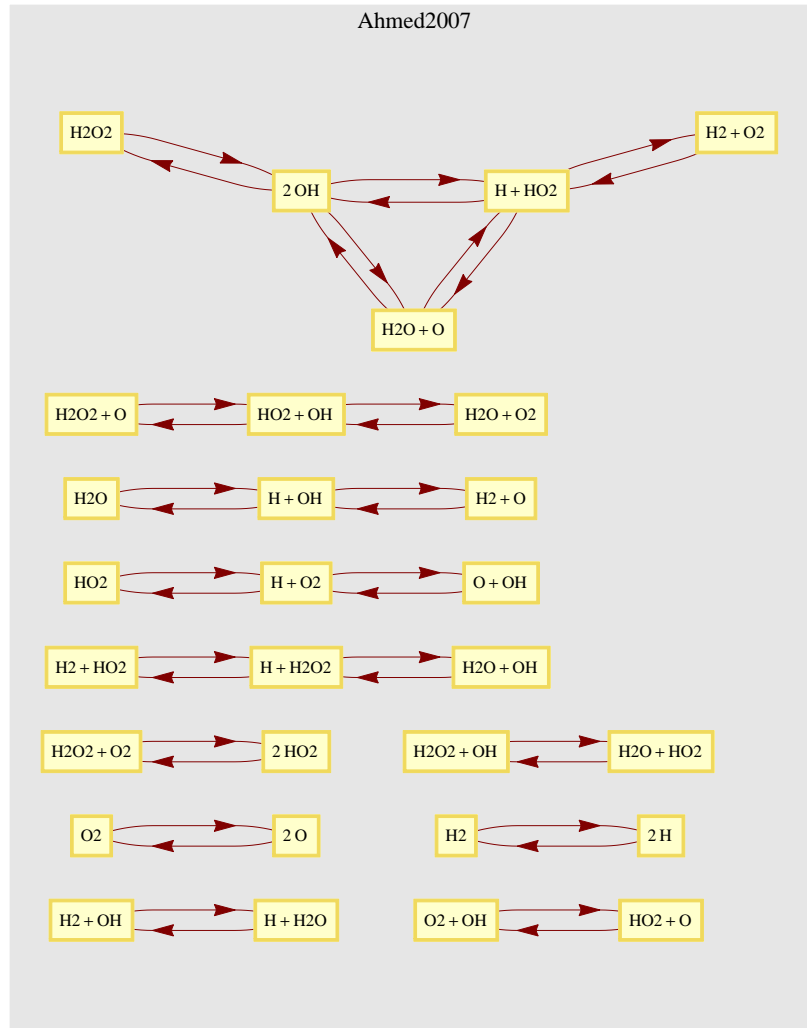 Ahmed2007
H2O2
H2 + O2
2 OH
H + HO2
H2O + O
H2O2 + O
HO2 + OH
H2O + O2
H2O
H + OH
H2 + O
HO2
H + O2
O + OH
H2 + HO2
H + H2O2
H2O + OH
H2O2 + O2
2 HO2
H2O2 + OH
H2O + HO2
O2
2 O
H2
2 H
H2 + OH
H + H2O
O2 + OH
HO2 + O